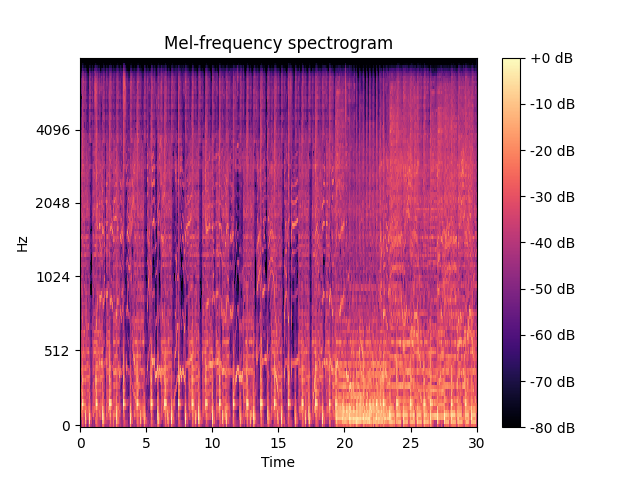 Mel-frequency spectrogram
Hz
4096
2048
1024
512
0
0 5 10 15 20 25 30
Time
+0 dB
-10 dB
-20 dB
-30 dB
-40 dB
-50 dB
-60 dB
-70 dB
-80 dB